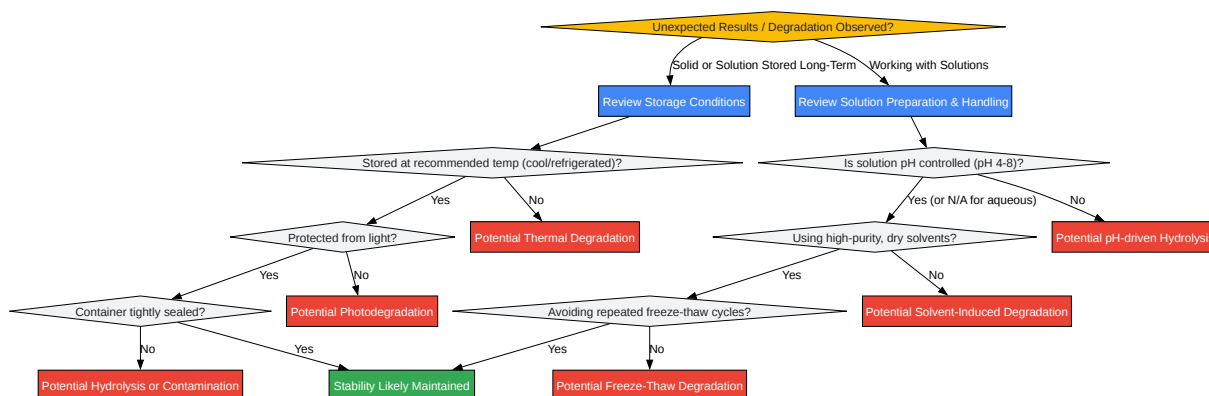 Unexpected Results / Degradation Observed?
Solid or Solution Stored Long-Term
Working with Solutions
Review Storage Conditions
Review Solution Preparation & Handling
Stored at recommended temp (cool/refrigerated)?
Is solution pH controlled (pH 4-8)?
Yes
No
Yes (or N/A for aqueous)
No
Protected from light?
Potential Thermal Degradation
Using high-purity, dry solvents?
Potential pH-driven Hydrolysis
Yes
No
Yes
No
Container tightly sealed?
Potential Photodegradation
Avoiding repeated freeze-thaw cycles?
Potential Solvent-Induced Degradation
No
Yes
Yes
No
Potential Hydrolysis or Contamination
Stability Likely Maintained
Potential Freeze-Thaw Degradation